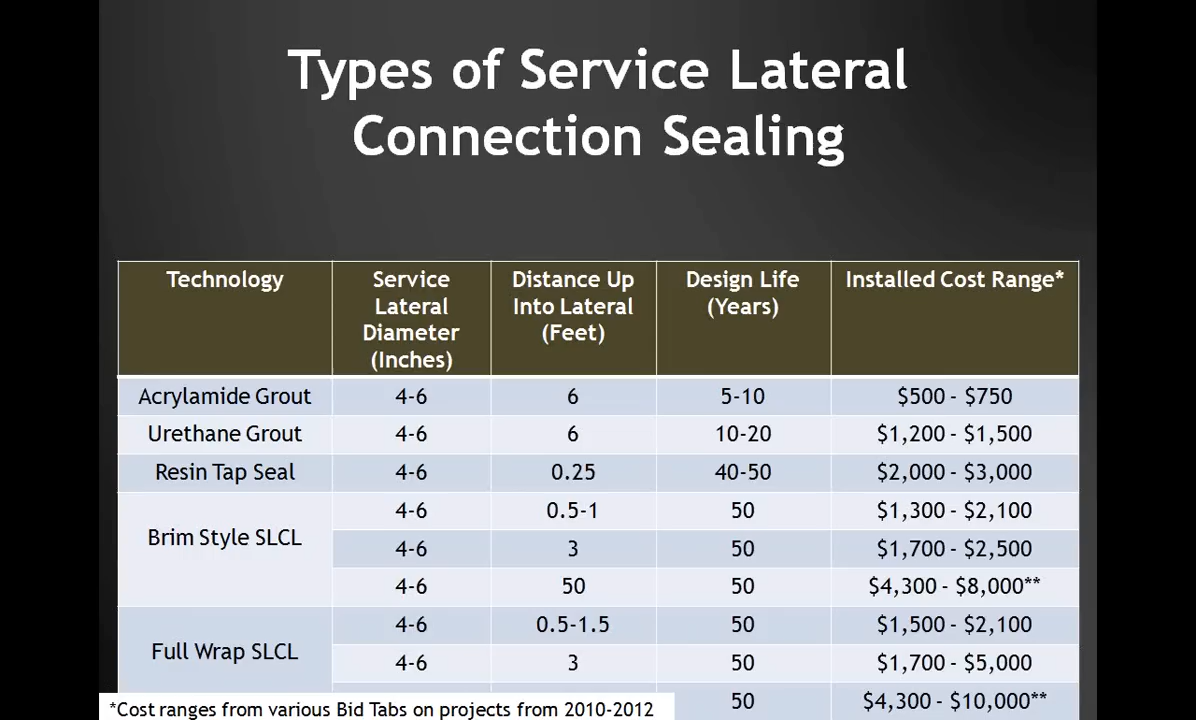 Types of Service Lateral
Connection Sealing
Technology
Service
Lateral
Diameter
(Inches)
Distance Up
Into Lateral
(Feet)
Design Life
(Years)
Installed Cost Range*
Acrylamide Grout 4-6 6 5-10 $500 - $750
Urethane Grout 4-6 6 10-20 $1,200 - $1,500
Resin Tap Seal 4-6 0.25 40-50 $2,000 - $3,000
Brim Style SLCL
4-6 0.5-1 50 $1,300 - $2,100
4-6 3 50 $1,700 - $2,500
4-6 50 50 $4,300 - $8,000**
Full Wrap SLCL
4-6 0.5-1.5 50 $1,500 - $2,100
4-6 3 50 $1,700 - $5,000
50 $4,300 - $10,000**
*Cost ranges from various Bid Tabs on projects from 2010-2012